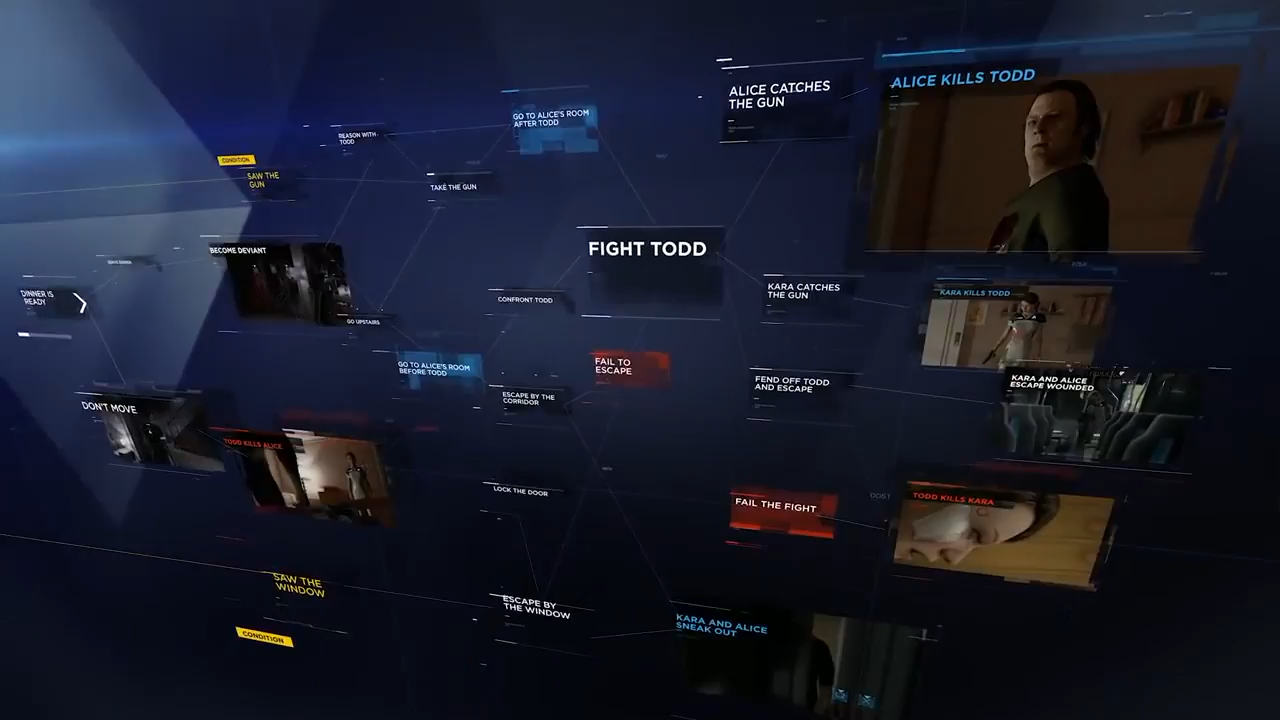 ALICE KILLS TODD
ALICE CATCHES
THE GUN
GO TO ALICE'S ROOM
AFTER TODD
REASON WITH
TODD
CONDITION
SAW THE
GUN
TAKE THE GUN
BECOME DEVIANT
FIGHT TODD
DINNER IS
READY
KARA CATCHES
THE GUN
KARA KILLS TODD
CONFRONT TODD
GO UPSTAIRS
GO TO ALICE'S ROOM
BEFORE TODD
FAIL TO
ESCAPE
FEND OFF TODD
AND ESCAPE
KARA AND ALICE
ESCAPE WOUNDED
ESCAPE BY THE
CORRIDOR
DON'T MOVE
TODD KILLS ALICE
LOCK THE DOOR
FAIL THE FIGHT
TODD KILLS KARA
SAW THE
WINDOW
CONDITION
ESCAPE BY
THE WINDOW
KARA AND ALICE
SNEAK OUT